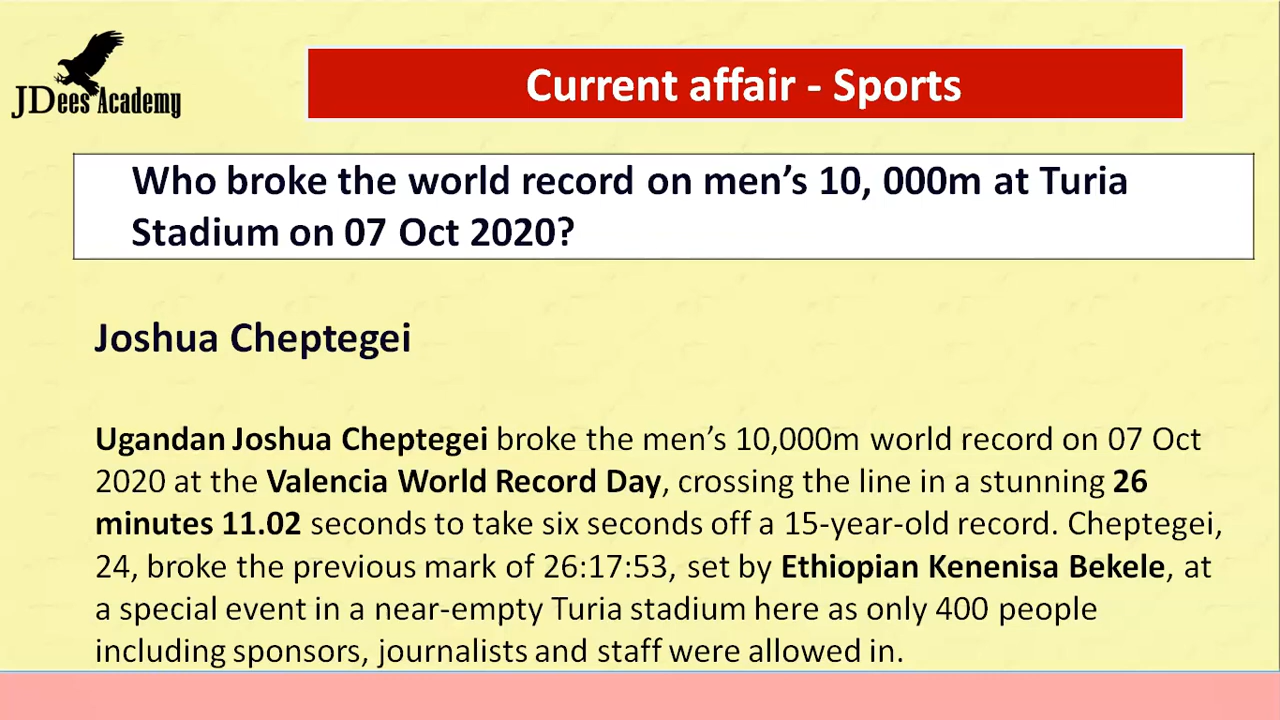 JDees Academy
Current affair - Sports
Who broke the world record on men’s 10, 000m at Turia
Stadium on 07 Oct 2020?
Joshua Cheptegei
Ugandan Joshua Cheptegei broke the men’s 10,000m world record on 07 Oct
2020 at the Valencia World Record Day, crossing the line in a stunning 26
minutes 11.02 seconds to take six seconds off a 15-year-old record. Cheptegei,
24, broke the previous mark of 26:17:53, set by Ethiopian Kenenisa Bekele, at
a special event in a near-empty Turia stadium here as only 400 people
including sponsors, journalists and staff were allowed in.